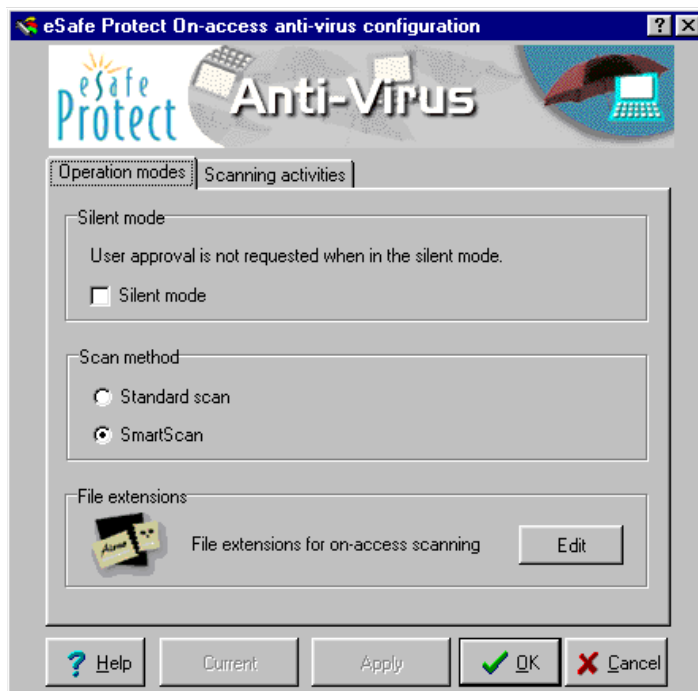 eSafe Protect On-access anti-virus configuration
eSafe
Protect
Anti-Virus
Operation modes
Scanning activities
Silent mode
User approval is not requested when in the silent mode.
Silent mode
Scan method
Standard scan
SmartScan
File extensions
File extensions for on-access scanning
Edit
? Help
Current
Apply
OK
Cancel